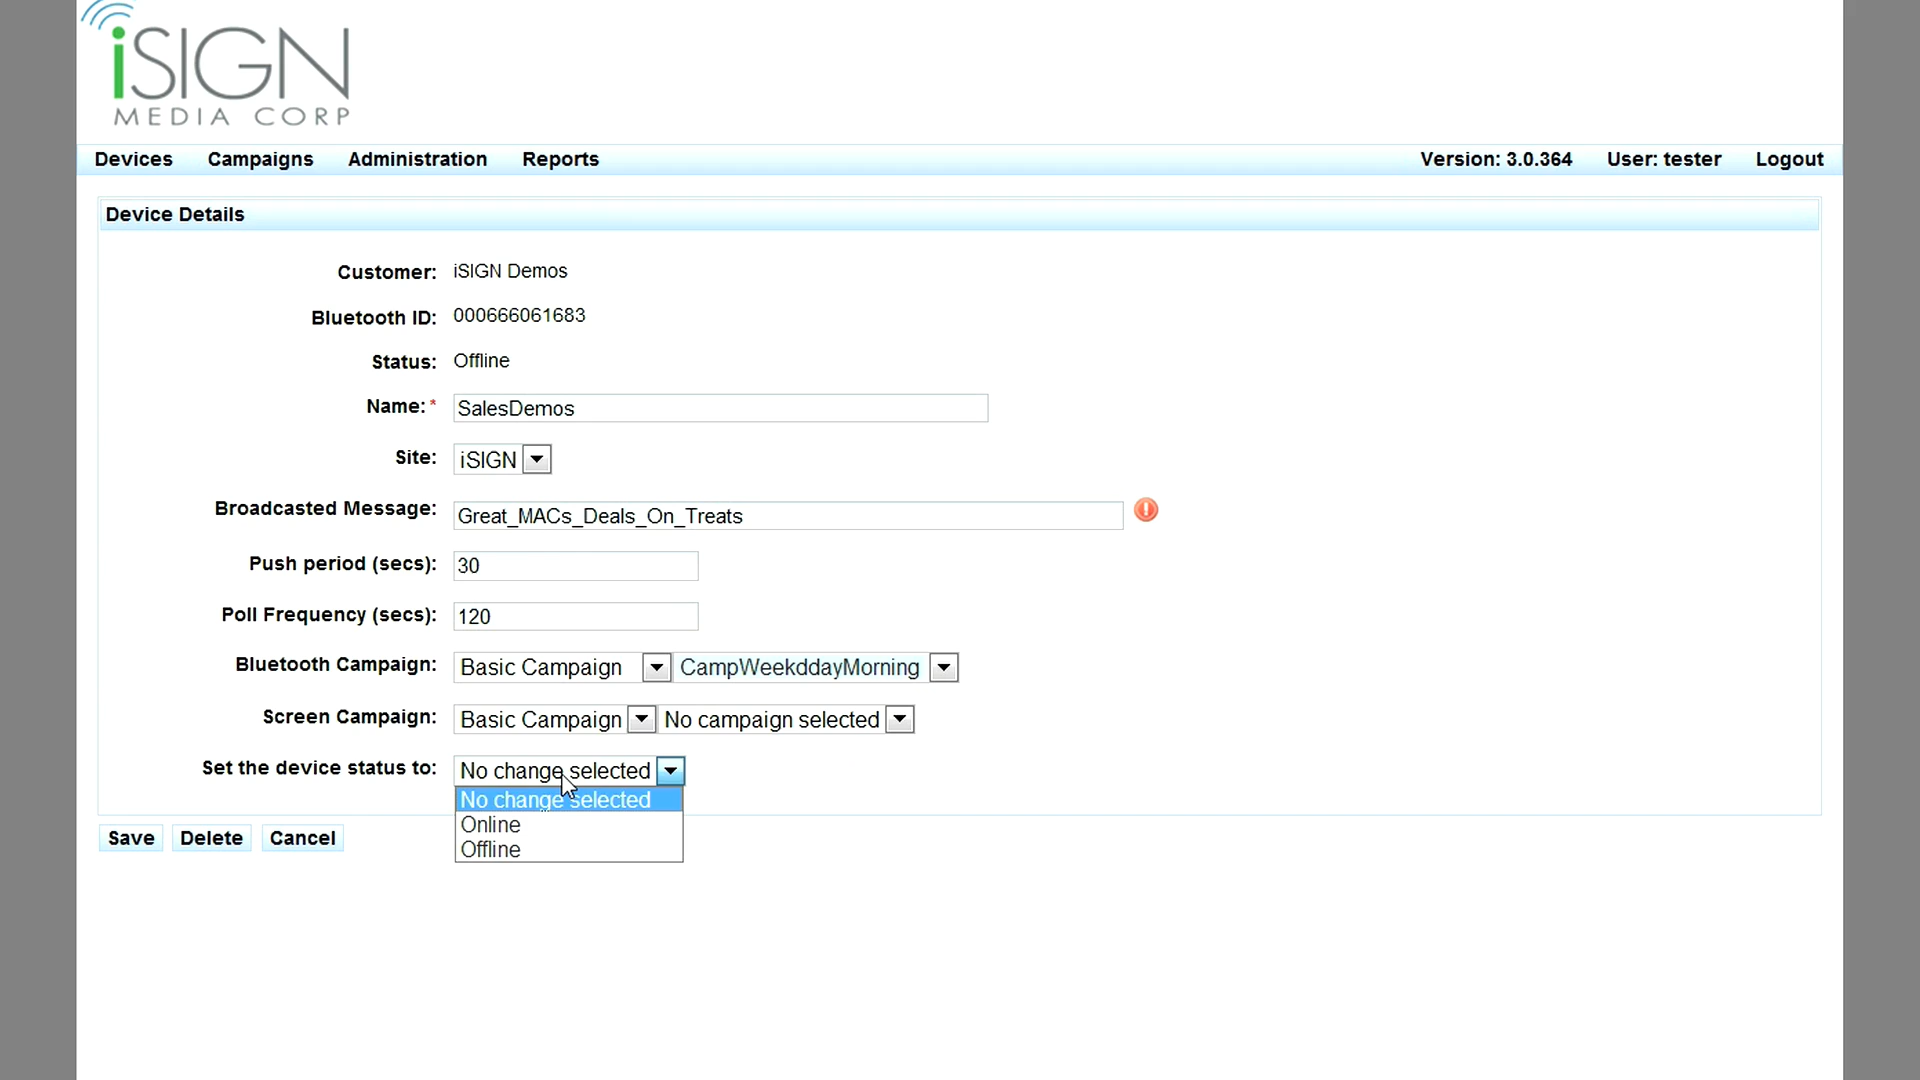 iSIGN
MEDIA CORP
Devices Campaigns Administration Reports Version: 3.0.364 User: tester Logout
Device Details
Customer: iSIGN Demos
Bluetooth ID: 000666061683
Status: Offline
Name:* SalesDemos
Site: iSIGN
Broadcasted Message: Great_MACs_Deals_On_Treats
Push period (secs): 30
Poll Frequency (secs): 120
Bluetooth Campaign: Basic Campaign CampWeekddayMorning
Screen Campaign: Basic Campaign No campaign selected
Set the device status to: No change selected
No change selected
Online
Offline
Save Delete Cancel